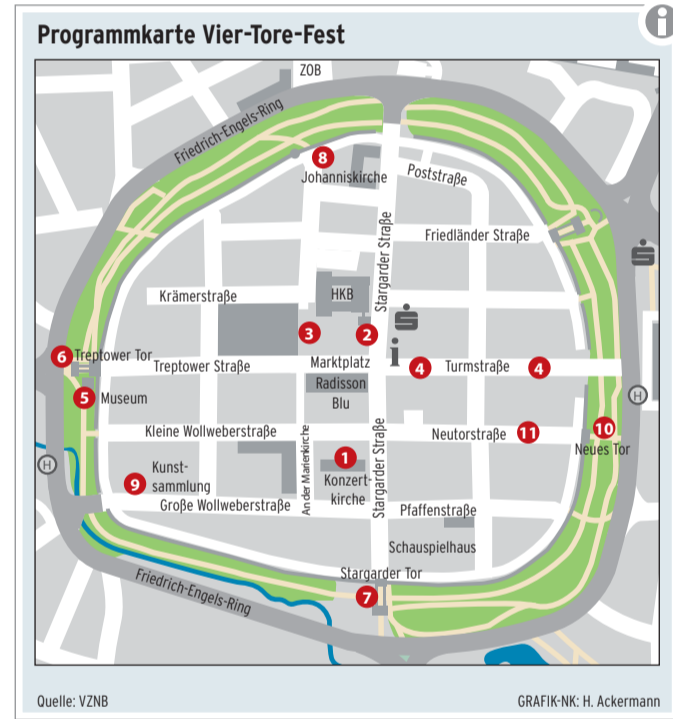 Programmkarte Vier-Tore-Fest
i
ZOB
Friedrich-Engels-Ring
8
Johanniskirche
Poststraße
Stargarder Straße
Friedländer Straße
Krämerstraße
HKB
3
2
i
6
Treptower Tor
Treptower Straße
Marktplatz
4
Turmstraße
4
5
Museum
Radisson
Blu
H
Kleine Wollweberstraße
An der Marienkirche
Stargarder Straße
Neutorstraße
11
10
Neues Tor
H
9
Kunst-
sammlung
1
Konzert-
kirche
Große Wollweberstraße
Pfaffenstraße
Schauspielhaus
Stargarder Tor
7
Friedrich-Engels-Ring
Quelle: VZNB
GRAFIK-NK: H. Ackermann